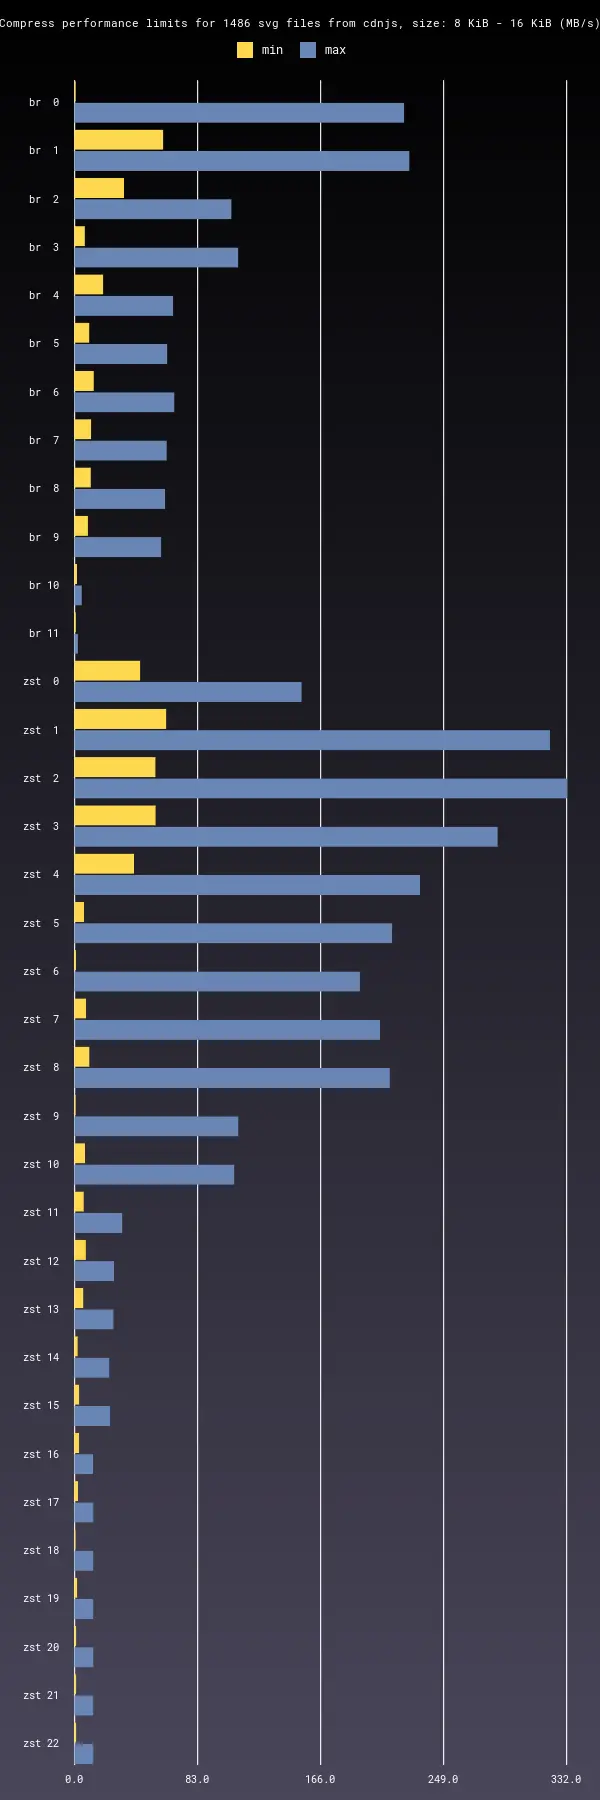 Compress performance limits for 1486 svg files from cdnjs, size: 8 KiB - 16 KiB (MB/s)
min max
br 0
br 1
br 2
br 3
br 4
br 5
br 6
br 7
br 8
br 9
br 10
br 11
zst 0
zst 1
zst 2
zst 3
zst 4
zst 5
zst 6
zst 7
zst 8
zst 9
zst 10
zst 11
zst 12
zst 13
zst 14
zst 15
zst 16
zst 17
zst 18
zst 19
zst 20
zst 21
zst 22
0.0 83.0 166.0 249.0 332.0